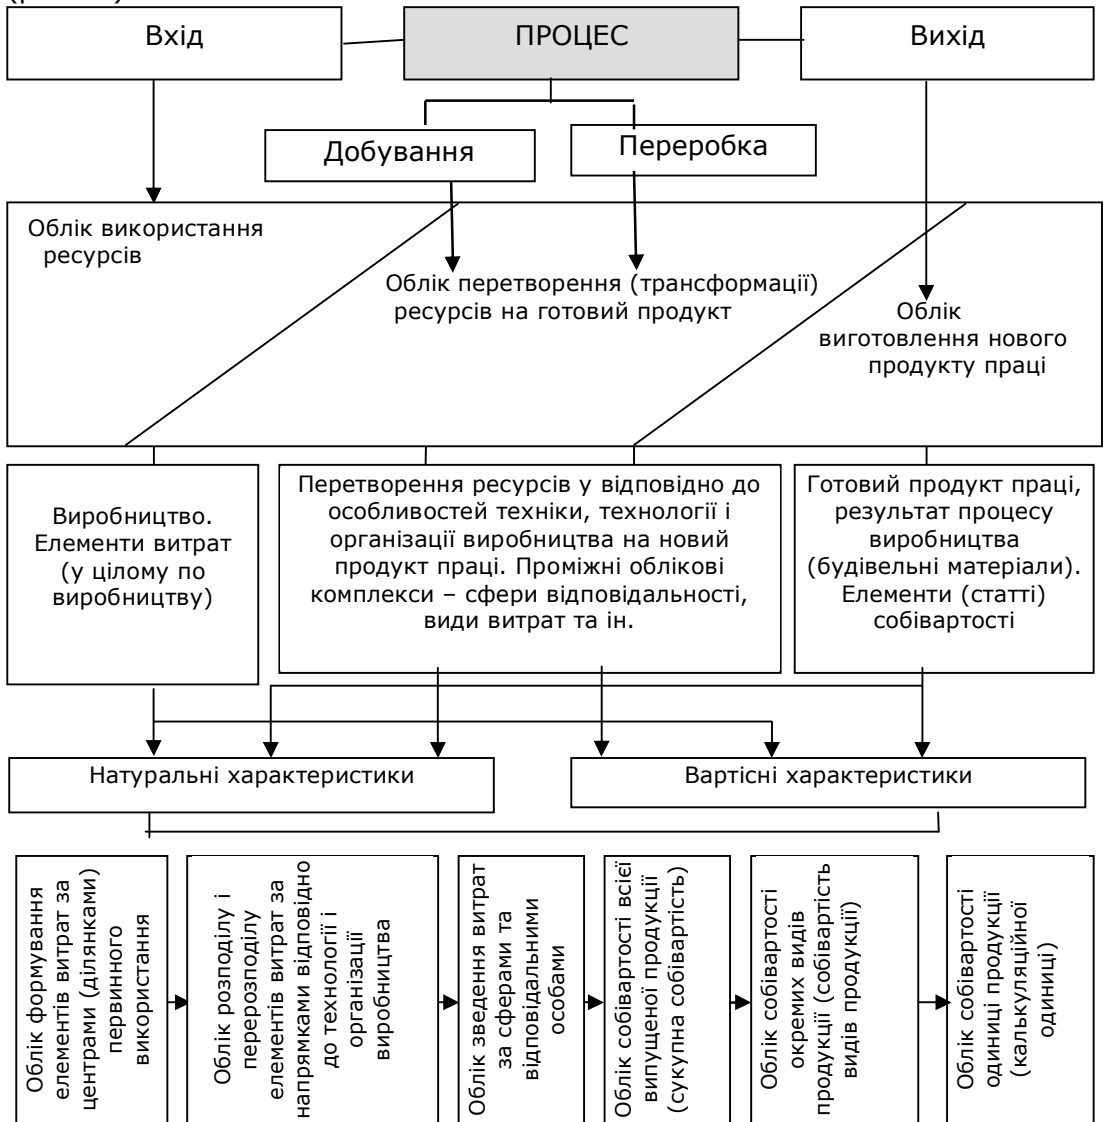 Вхід
ПРОЦЕС
Вихід
Добування
Переробка
Облік використання
ресурсів
Облік перетворення (трансформації)
ресурсів на готовий продукт
Облік
виготовлення нового
продукту праці
Виробництво.
Елементи витрат
(у цілому по
виробництву)
Перетворення ресурсів у відповідно до
особливостей техніки, технології і
організації виробництва на новий
продукт праці. Проміжні облікові
комплекси – сфери відповідальності,
види витрат та ін.
Готовий продукт праці,
результат процесу
виробництва
(будівельні матеріали).
Елементи (статті)
собівартості
Натуральні характеристики
Вартісні характеристики
Облік формування
елементів витрат за
центрами (ділянками)
первинного
використання
Облік розподілу і
перерозподілу
елементів витрат за
напрямками відповідно
до технології і
організації
виробництва
Облік зведення витрат
за сферами та
відповідальними
особами
Облік собівартості всієї
випущеної продукції
(сукупна собівартість)
Облік собівартості
окремих видів
продукції (собівартість
видів продукції)
Облік собівартості
одиниці продукції
(калькуляційної
одиниці)